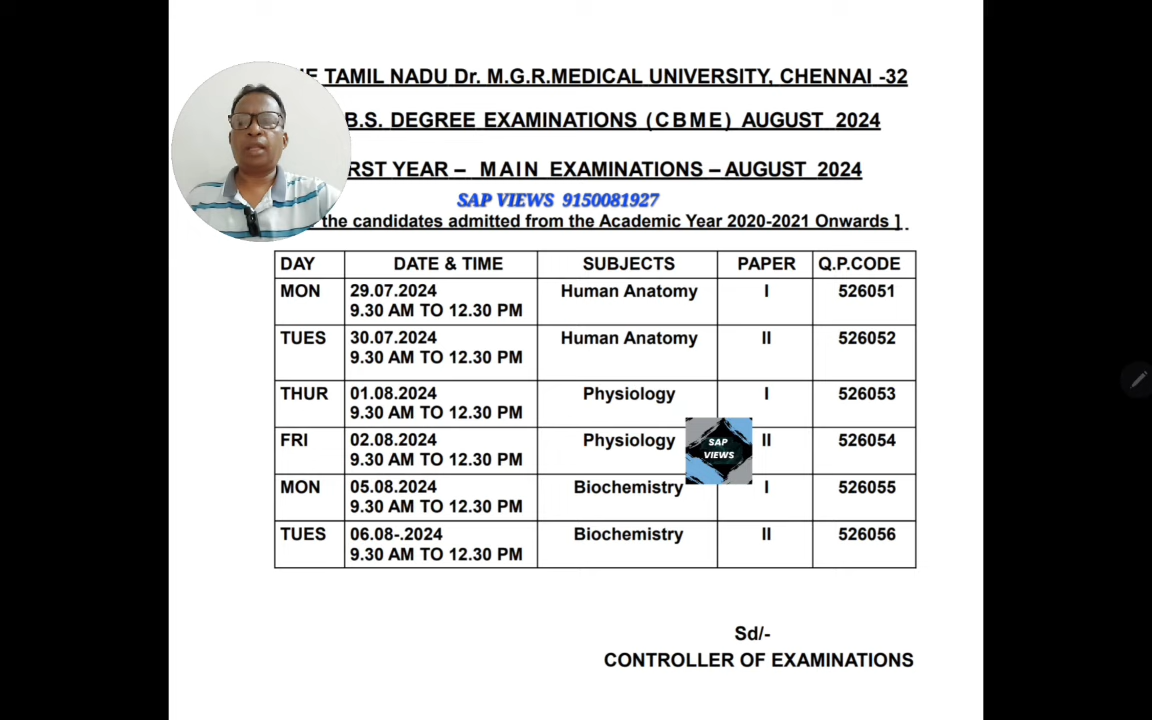 TAMIL NADU Dr. M.G.R.MEDICAL UNIVERSITY, CHENNAI -32
B.S. DEGREE EXAMINATIONS (CBME) AUGUST 2024
YEAR – MAIN EXAMINATIONS – AUGUST 2024
SAP VIEWS 9150081927
the candidates admitted from the Academic Year 2020-2021 Onwards ].
DAY DATE & TIME SUBJECTS PAPER Q.P.CODE
MON 29.07.2024 Human Anatomy I 526051
9.30 AM TO 12.30 PM
TUES 30.07.2024 Human Anatomy II 526052
9.30 AM TO 12.30 PM
THUR 01.08.2024 Physiology I 526053
9.30 AM TO 12.30 PM
FRI 02.08.2024 Physiology II 526054
9.30 AM TO 12.30 PM
SAP
VIEWS
MON 05.08.2024 Biochemistry I 526055
9.30 AM TO 12.30 PM
TUES 06.08-.2024 Biochemistry II 526056
9.30 AM TO 12.30 PM
Sd/-
CONTROLLER OF EXAMINATIONS